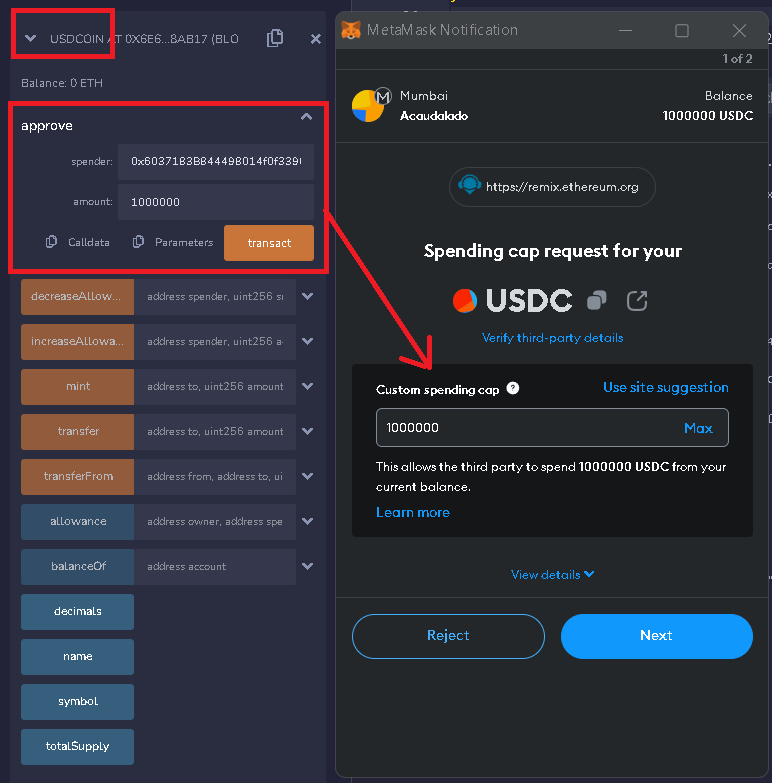 USDCOIN AT 0X6E6...8AB17 (BLO
Balance: 0 ETH
approve
spender:
amount: 1000000
Calldata Parameters transact
decreaseAllow... address spender, uint256
increaseAllowa... address spender, uint256
mint address to, uint256 amount
transfer address to, uint256 amount
transferFrom address from, address to, ui
allowance address owner, address spe
balanceOf address account
decimals
name
symbol
totalSupply
MetaMask Notification
1 of 2
Mumbai
Acaudalado
Balance
1000000 USDC
https://remix.ethereum.org
Spending cap request for your
USDC
Verify third-party details
Custom spending cap ?
Use site suggestion
1000000 Max
This allows the third party to spend 1000000 USDC from your
current balance.
Learn more
View details
Reject Next